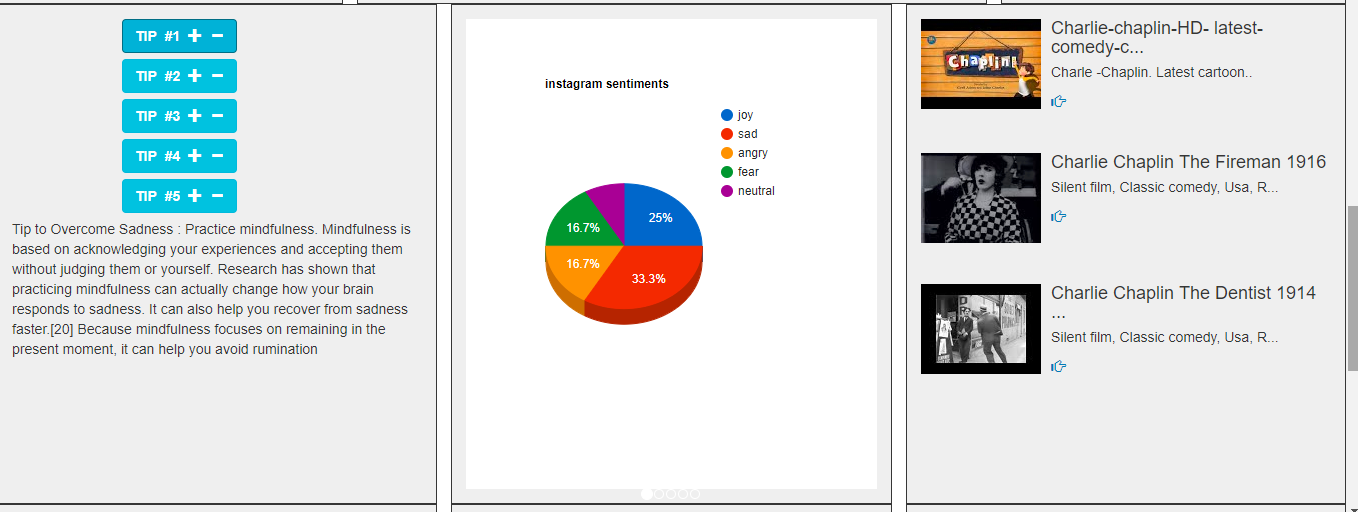 TIP #1 + −
TIP #2 + −
TIP #3 + −
TIP #4 + −
TIP #5 + −
Tip to Overcome Sadness : Practice mindfulness. Mindfulness is
based on acknowledging your experiences and accepting them
without judging them or yourself. Research has shown that
practicing mindfulness can actually change how your brain
responds to sadness. It can also help you recover from sadness
faster.[20] Because mindfulness focuses on remaining in the
present moment, it can help you avoid rumination
instagram sentiments
joy
sad
angry
fear
neutral
25%
16.7%
16.7%
33.3%
Chaplin
Charlie-chaplin-HD- latest-
comedy-c...
Charle -Chaplin. Latest cartoon..
Charlie Chaplin The Fireman 1916
Silent film, Classic comedy, Usa, R...
Charlie Chaplin The Dentist 1914
...
Silent film, Classic comedy, Usa, R...